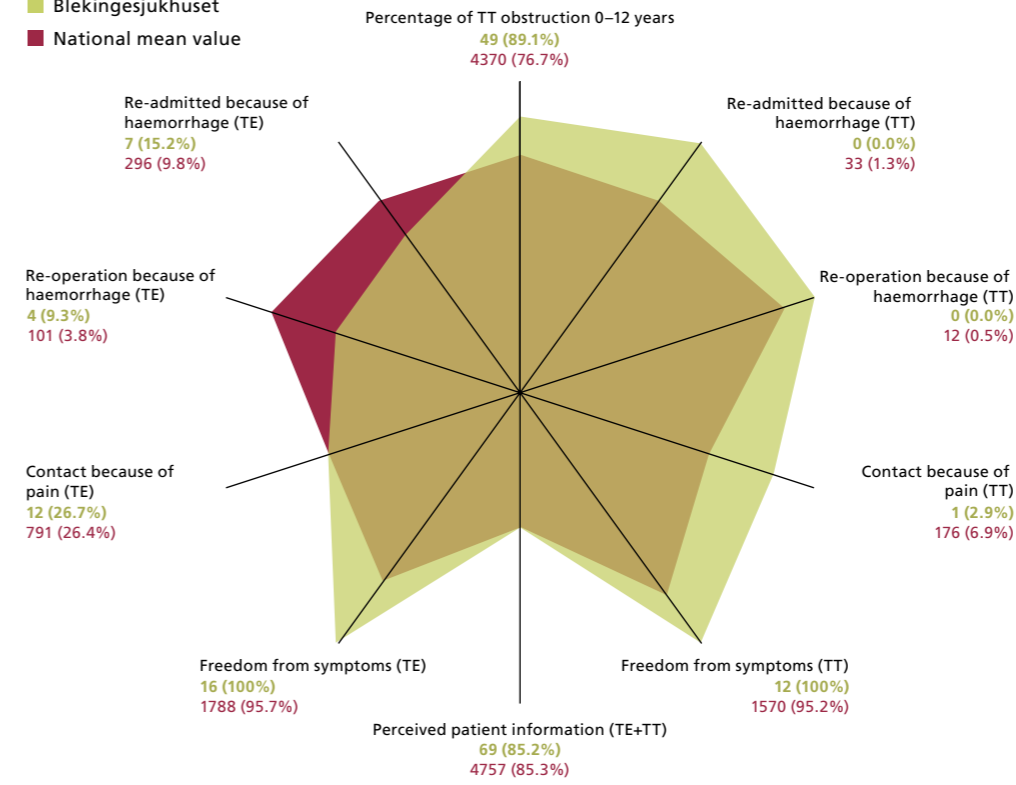 Blekingesjukhuset
National mean value
Percentage of TT obstruction 0–12 years
49 (89.1%)
4370 (76.7%)
Re-admitted because of
haemorrhage (TE)
7 (15.2%)
296 (9.8%)
Re-admitted because of
haemorrhage (TT)
0 (0.0%)
33 (1.3%)
Re-operation because of
haemorrhage (TE)
4 (9.3%)
101 (3.8%)
Re-operation because of
haemorrhage (TT)
0 (0.0%)
12 (0.5%)
Contact because of
pain (TE)
12 (26.7%)
791 (26.4%)
Contact because of
pain (TT)
1 (2.9%)
176 (6.9%)
Freedom from symptoms (TE)
16 (100%)
1788 (95.7%)
Freedom from symptoms (TT)
12 (100%)
1570 (95.2%)
Perceived patient information (TE+TT)
69 (85.2%)
4757 (85.3%)